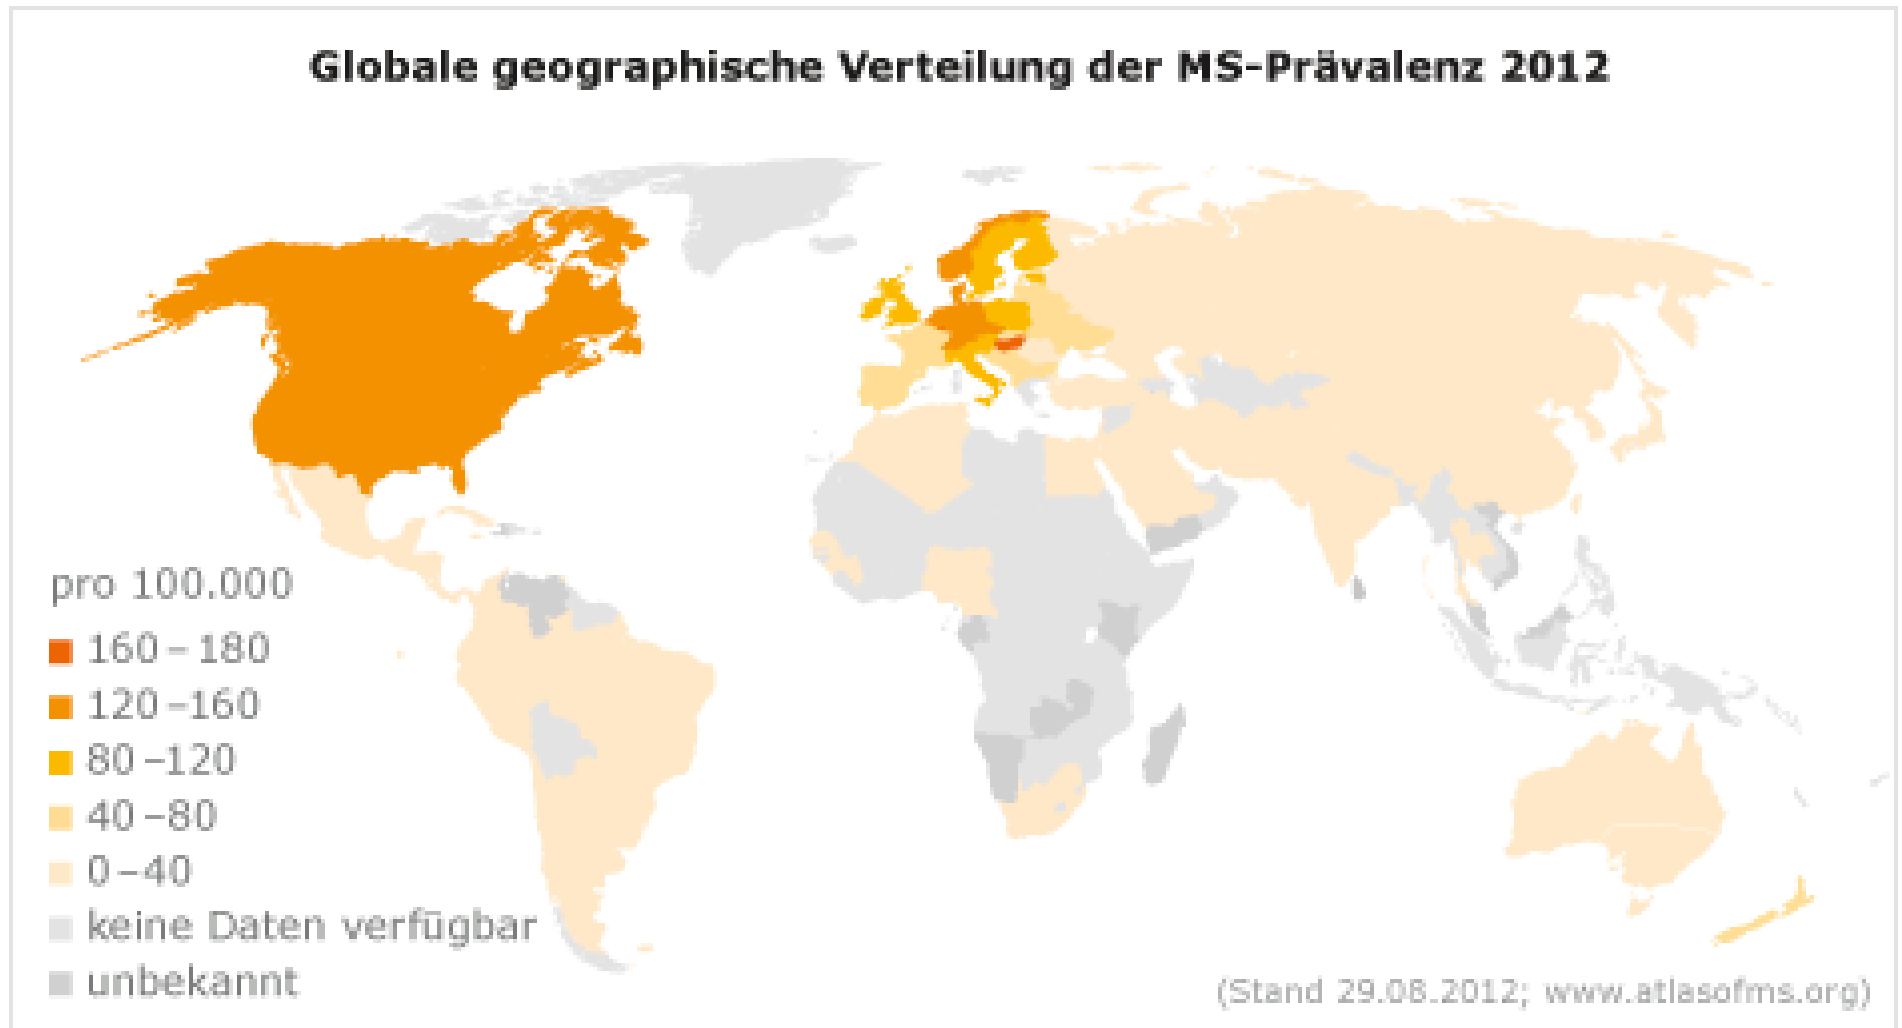 Globale geographische Verteilung der MS-Prävalenz 2012
pro 100.000
160 – 180
120 –160
80 –120
40 –80
0 –40
keine Daten verfügbar
unbekannt
(Stand 29.08.2012; www.atlasofms.org)